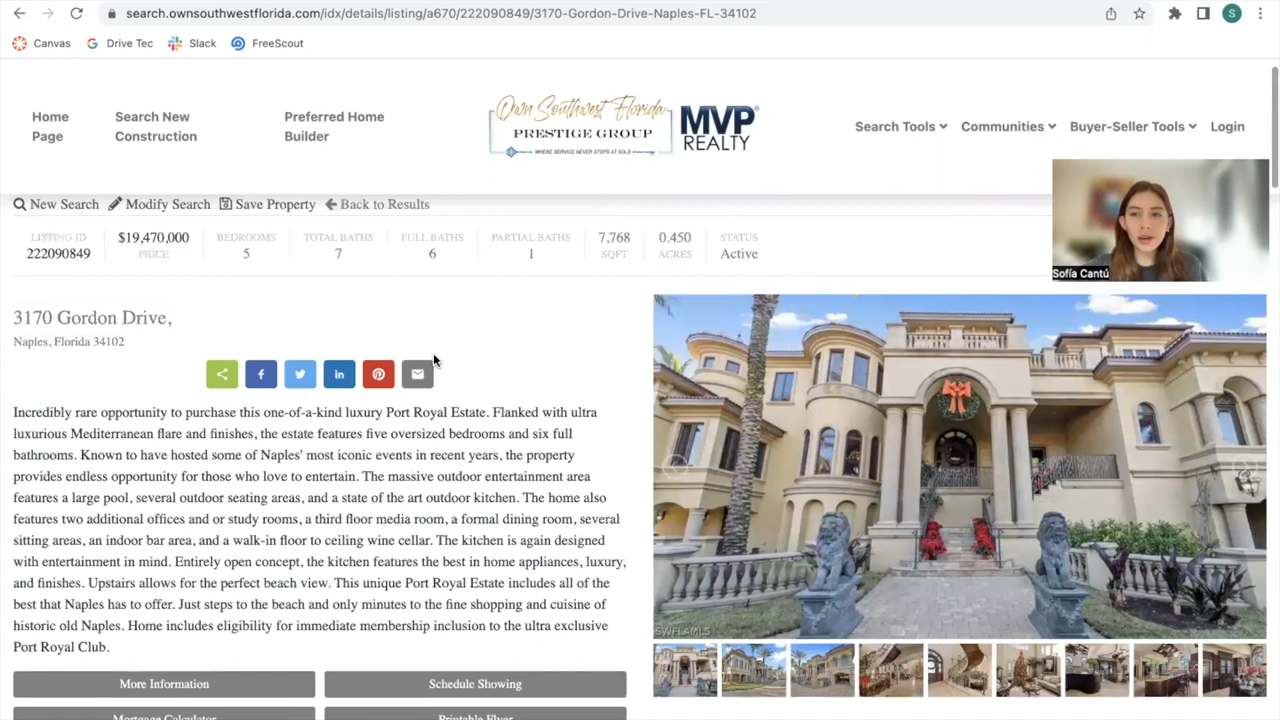 search.ownsouthwestflorida.com/idx/details/listing/a670/222090849/3170-Gordon-Drive-Naples-FL-34102
S
Canvas Drive Tec Slack FreeScout
Home Page
Search New Construction
Preferred Home Builder
Own Southwest Florida
PRESTIGE GROUP
WHERE SERVICE NEVER STOPS AT SOLD
MVP
REALTY
Search Tools Communities Buyer-Seller Tools Login
New Search Modify Search Save Property Back to Results
LISTING ID $19,470,000 BEDROOMS TOTAL BATHS FULL BATHS PARTIAL BATHS 7,768 0.450 STATUS
222090849 PRICE 5 7 6 1 SQFT ACRES Active
Sofía Cantú
3170 Gordon Drive,
Naples, Florida 34102
Incredibly rare opportunity to purchase this one-of-a-kind luxury Port Royal Estate. Flanked with ultra
luxurious Mediterranean flare and finishes, the estate features five oversized bedrooms and six full
bathrooms. Known to have hosted some of Naples' most iconic events in recent years, the property
provides endless opportunity for those who love to entertain. The massive outdoor entertainment area
features a large pool, several outdoor seating areas, and a state of the art outdoor kitchen. The home also
features two additional offices and or study rooms, a third floor media room, a formal dining room, several
sitting areas, an indoor bar area, and a walk-in floor to ceiling wine cellar. The kitchen is again designed
with entertainment in mind. Entirely open concept, the kitchen features the best in home appliances, luxury,
and finishes. Upstairs allows for the perfect beach view. This unique Port Royal Estate includes all of the
best that Naples has to offer. Just steps to the beach and only minutes to the fine shopping and cuisine of
historic old Naples. Home includes eligibility for immediate membership inclusion to the ultra exclusive
Port Royal Club.
SWFLAMLS
More Information Schedule Showing
Mortgage Calculator Printable Flyer